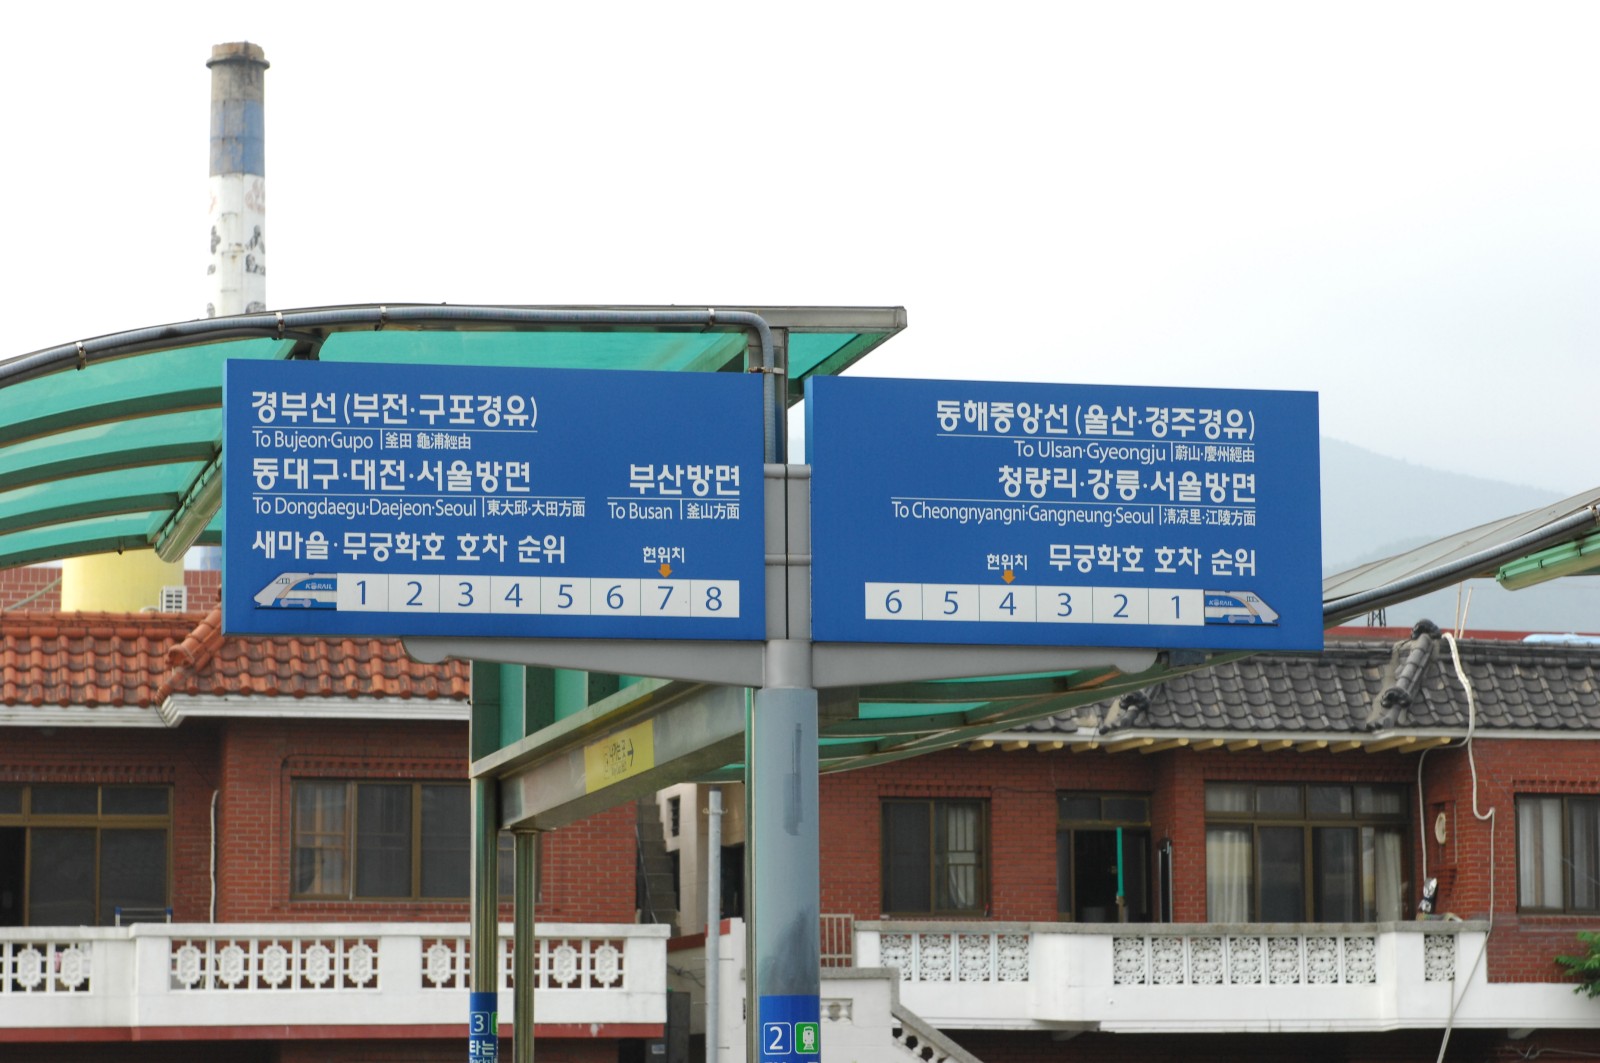 경부선(부전·구포경유)
To Bujeon·Gupo | 釜田 龜浦經由
동대구·대전·서울방면
To Dongdaegu·Daejeon·Seoul | 東大邱·大田方面
부산방면
To Busan | 釜山方面
새마을·무궁화호 호차 순위
현위치
KORAIL 1 2 3 4 5 6 7 8
동해중앙선(울산·경주경유)
To Ulsan·Gyeongju | 蔚山·慶州經由
청량리·강릉·서울방면
To Cheongnyangni·Gangneung·Seoul | 淸凉里·江陵方面
현위치
무궁화호 호차 순위
6 5 4 3 2 1 KORAIL
3
타는
2